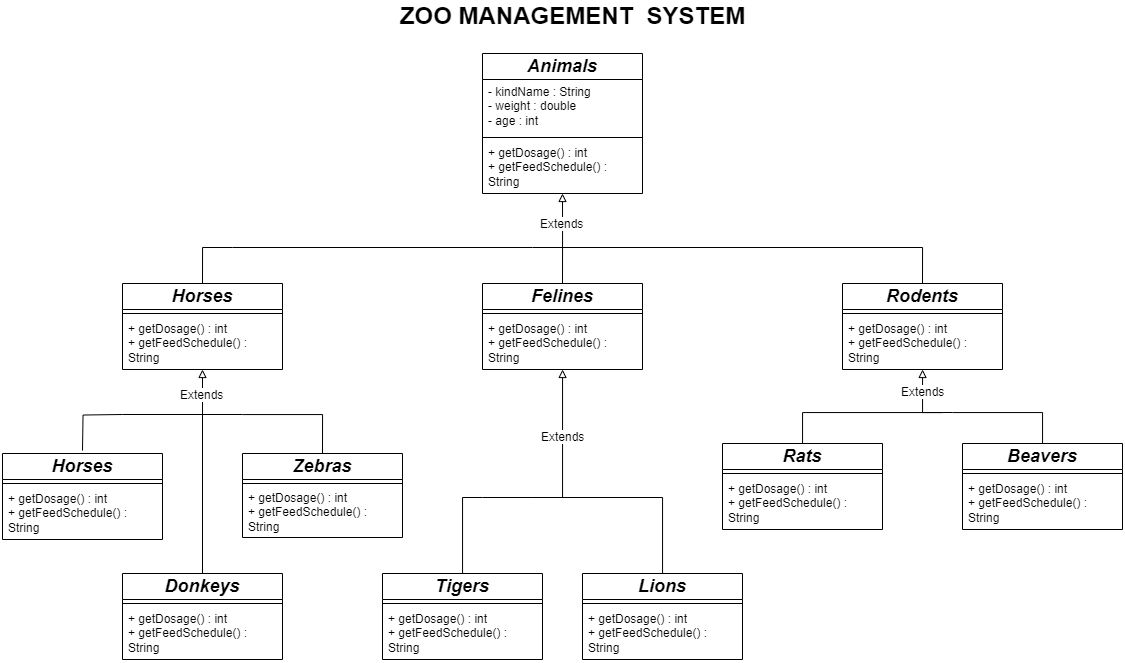 ZOO MANAGEMENT  SYSTEM
Animals
- kindName : String
- weight : double
- age : int
+ getDosage() : int
+ getFeedSchedule() :
String
Extends
Horses
+ getDosage() : int
+ getFeedSchedule() :
String
Felines
+ getDosage() : int
+ getFeedSchedule() :
String
Rodents
+ getDosage() : int
+ getFeedSchedule() :
String
Extends
Extends
Extends
Horses
+ getDosage() : int
+ getFeedSchedule() :
String
Zebras
+ getDosage() : int
+ getFeedSchedule() :
String
Rats
+ getDosage() : int
+ getFeedSchedule() :
String
Beavers
+ getDosage() : int
+ getFeedSchedule() :
String
Donkeys
+ getDosage() : int
+ getFeedSchedule() :
String
Tigers
+ getDosage() : int
+ getFeedSchedule() :
String
Lions
+ getDosage() : int
+ getFeedSchedule() :
String